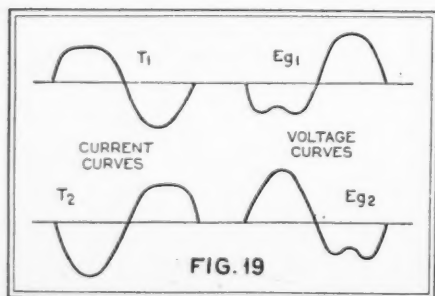 T1
Eg1
CURRENT
CURVES
VOLTAGE
CURVES
T2
Eg2
FIG. 19